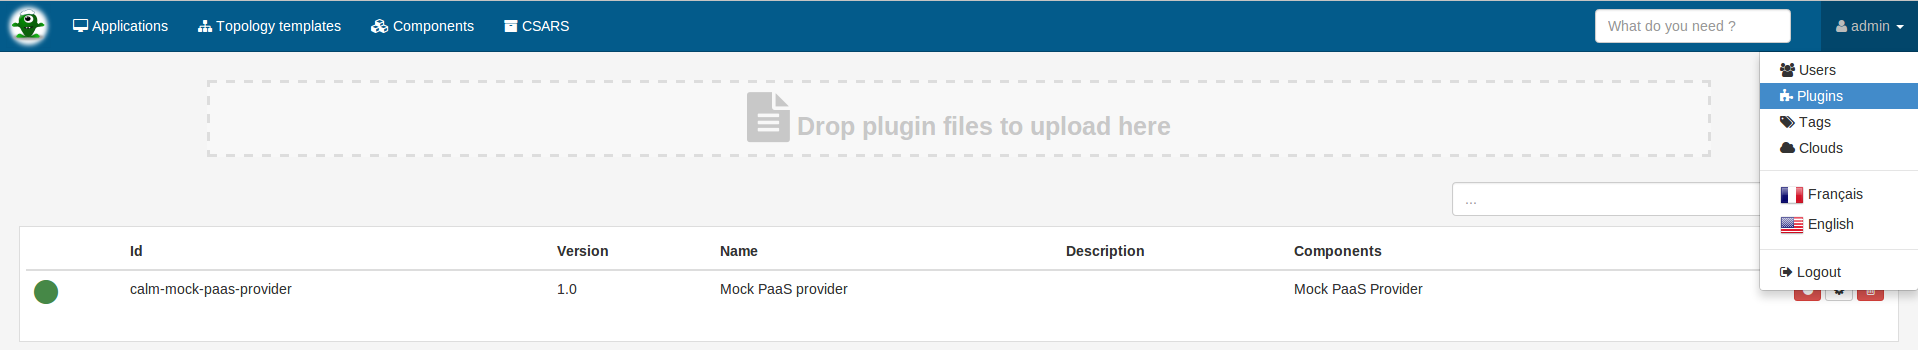 Applications Topology templates Components CSARS What do you need ? admin
Users
Plugins
Tags
Clouds
Français
English
Logout
Drop plugin files to upload here
...
Id Version Name Description Components
calm-mock-paas-provider 1.0 Mock PaaS provider Mock PaaS Provider